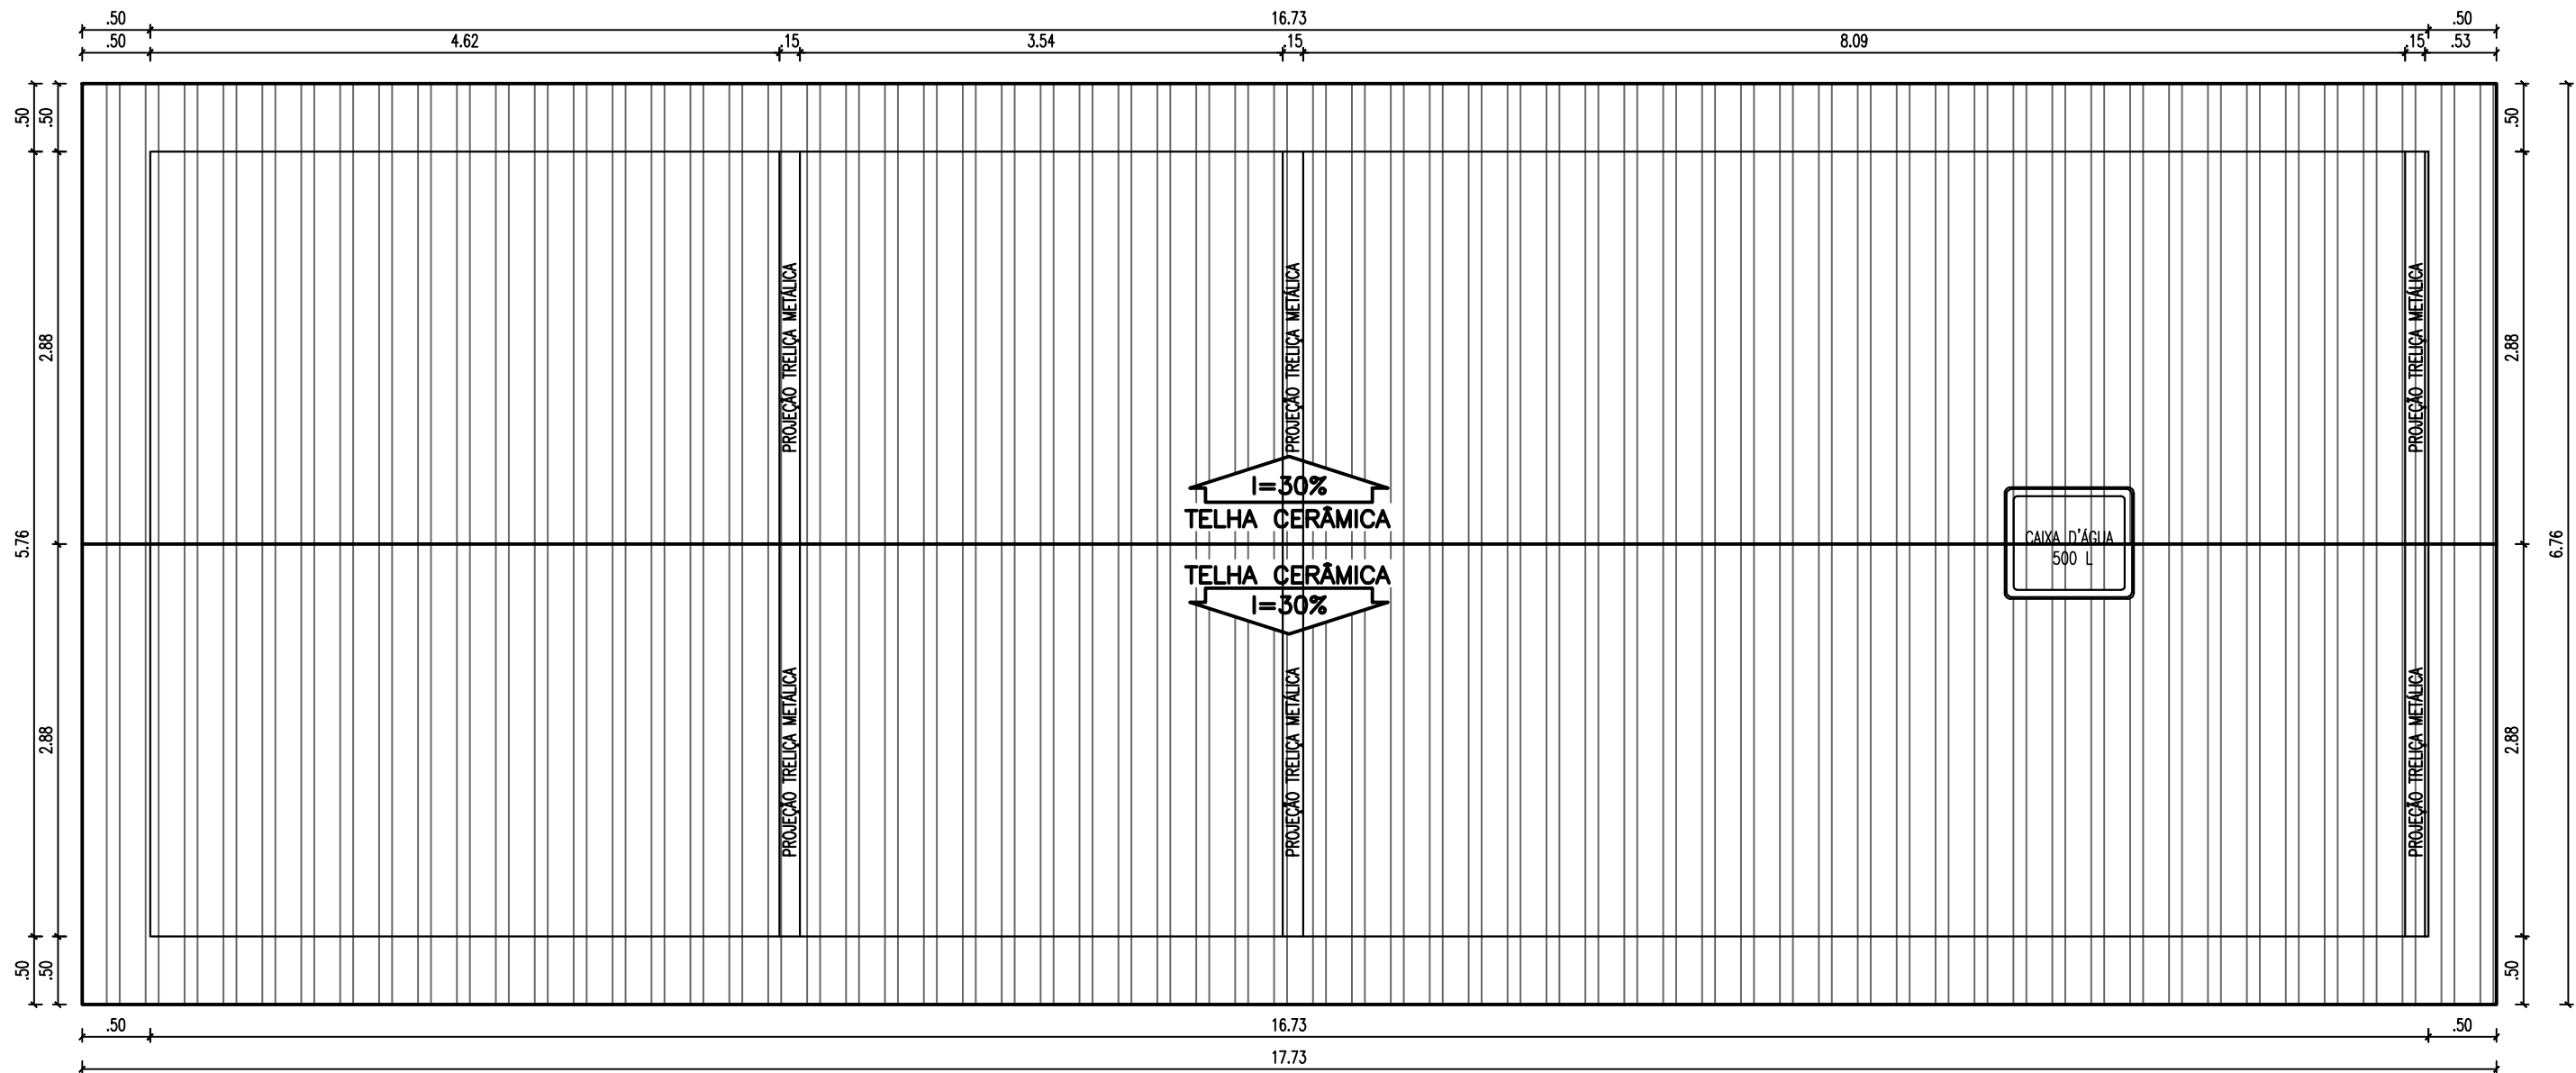 .50 16.73 .50
.50 4.62 .15 3.54 .15 8.09 .15 .53
.50 .50 .50
2.88 2.88
PROJEÇÃO TRELIÇA METÁLICA PROJEÇÃO TRELIÇA METÁLICA PROJEÇÃO TRELIÇA METÁLICA
I=30%
TELHA CERÂMICA
5.76 6.76
CAIXA D'ÁGUA
500 L
TELHA CERÂMICA
I=30%
2.88 2.88
PROJEÇÃO TRELIÇA METÁLICA PROJEÇÃO TRELIÇA METÁLICA PROJEÇÃO TRELIÇA METÁLICA
.50 .50 .50
.50 16.73 .50
17.73